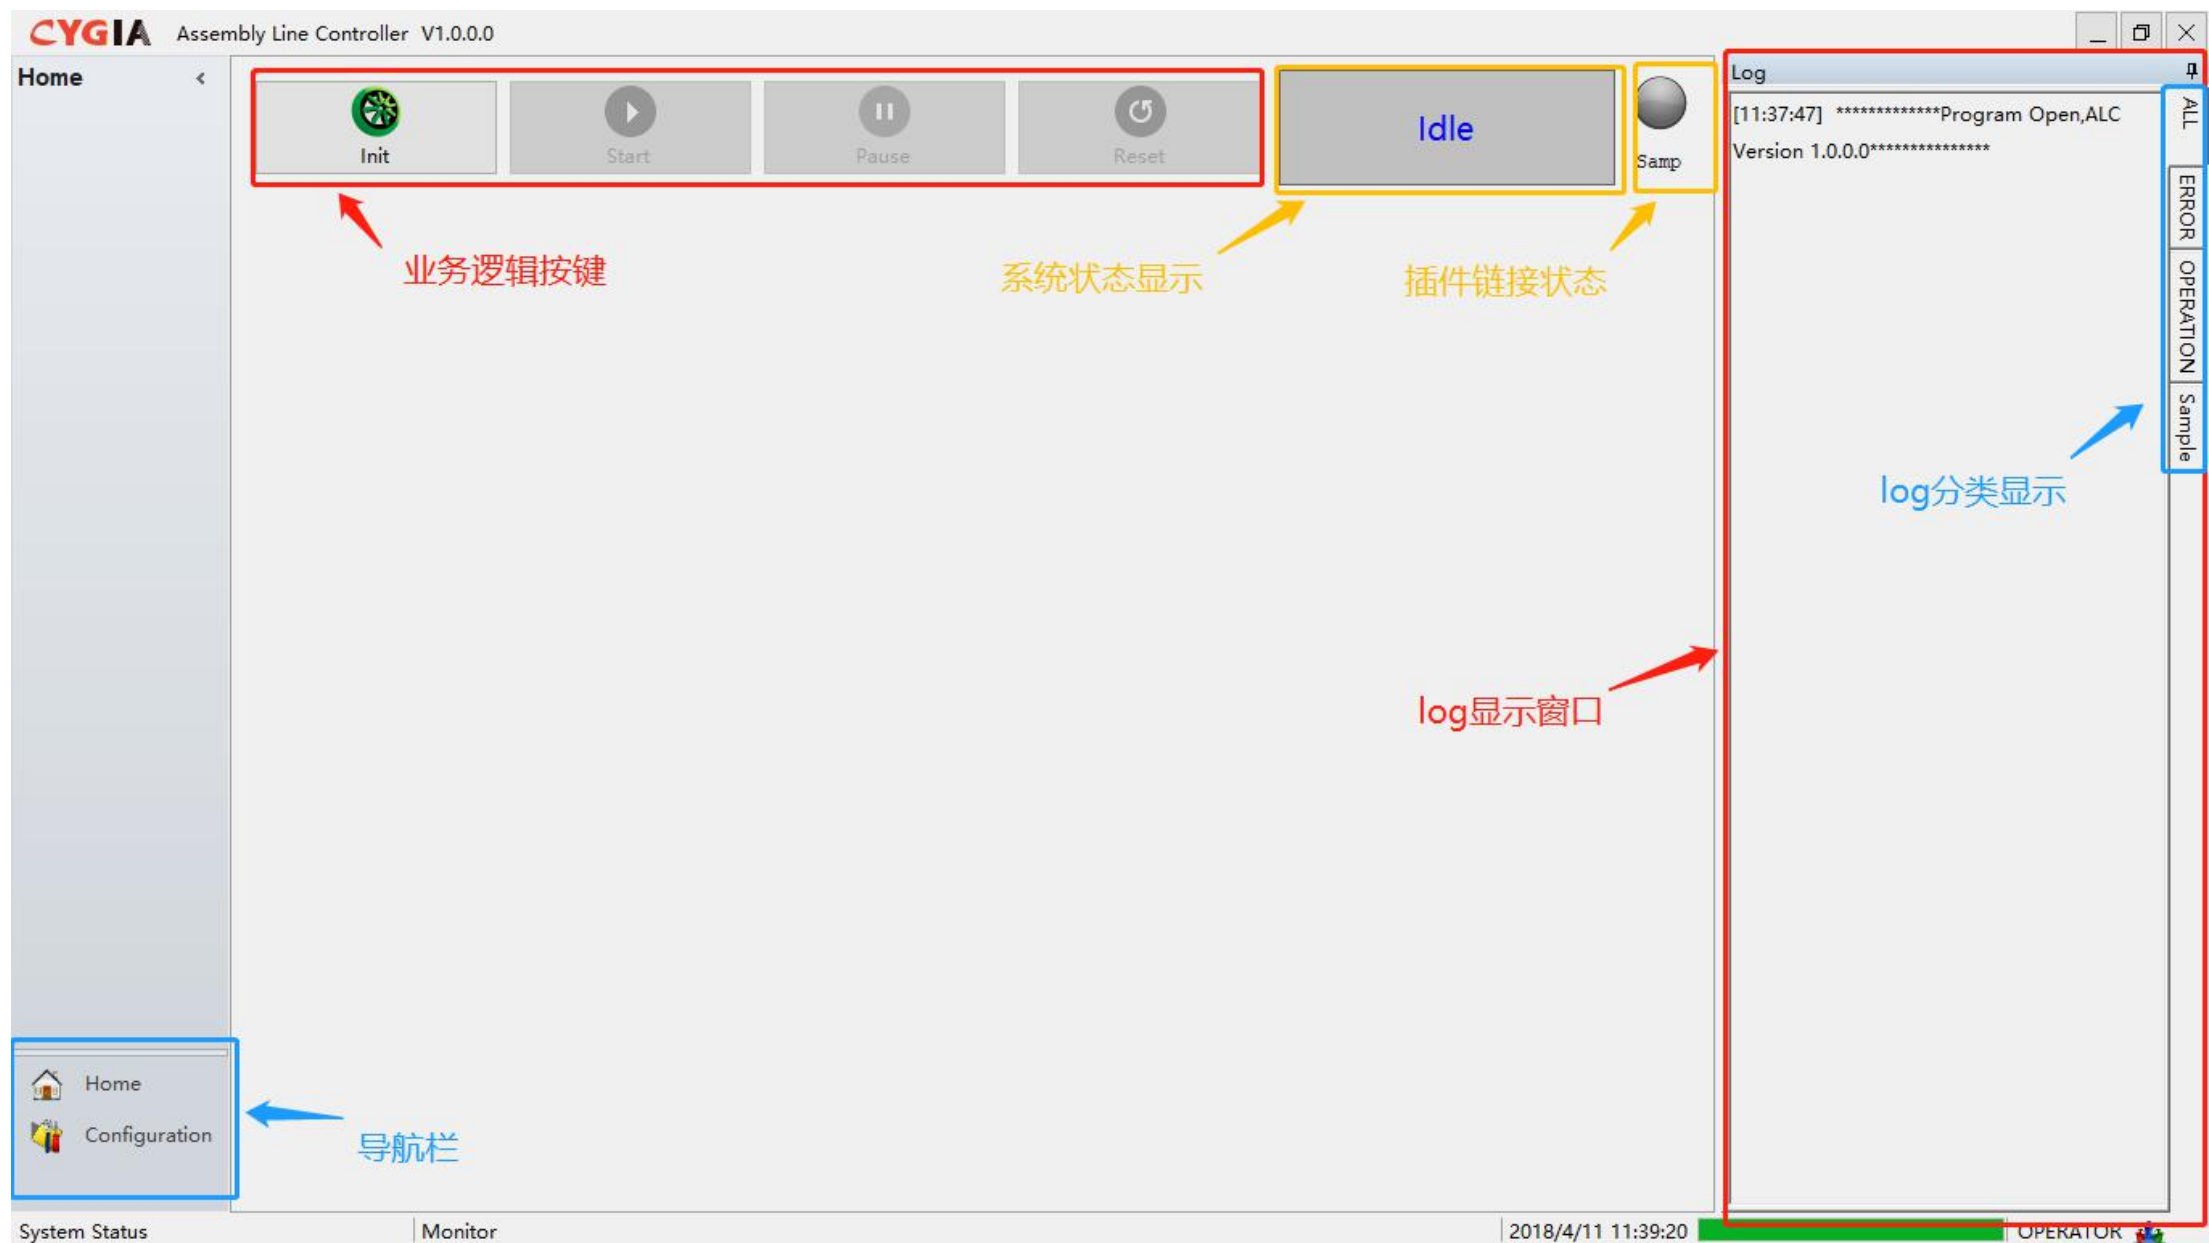 CYGIA Assembly Line Controller V1.0.0.0
Home
Init
Start
Pause
Reset
Idle
Samp
业务逻辑按键
系统状态显示
插件链接状态
Log
[11:37:47] *************Program Open,ALC
Version 1.0.0.0***************
ALL
ERROR
OPERATION
Sample
log分类显示
log显示窗口
Home
Configuration
导航栏
System Status
Monitor
2018/4/11 11:39:20
OPERATOR